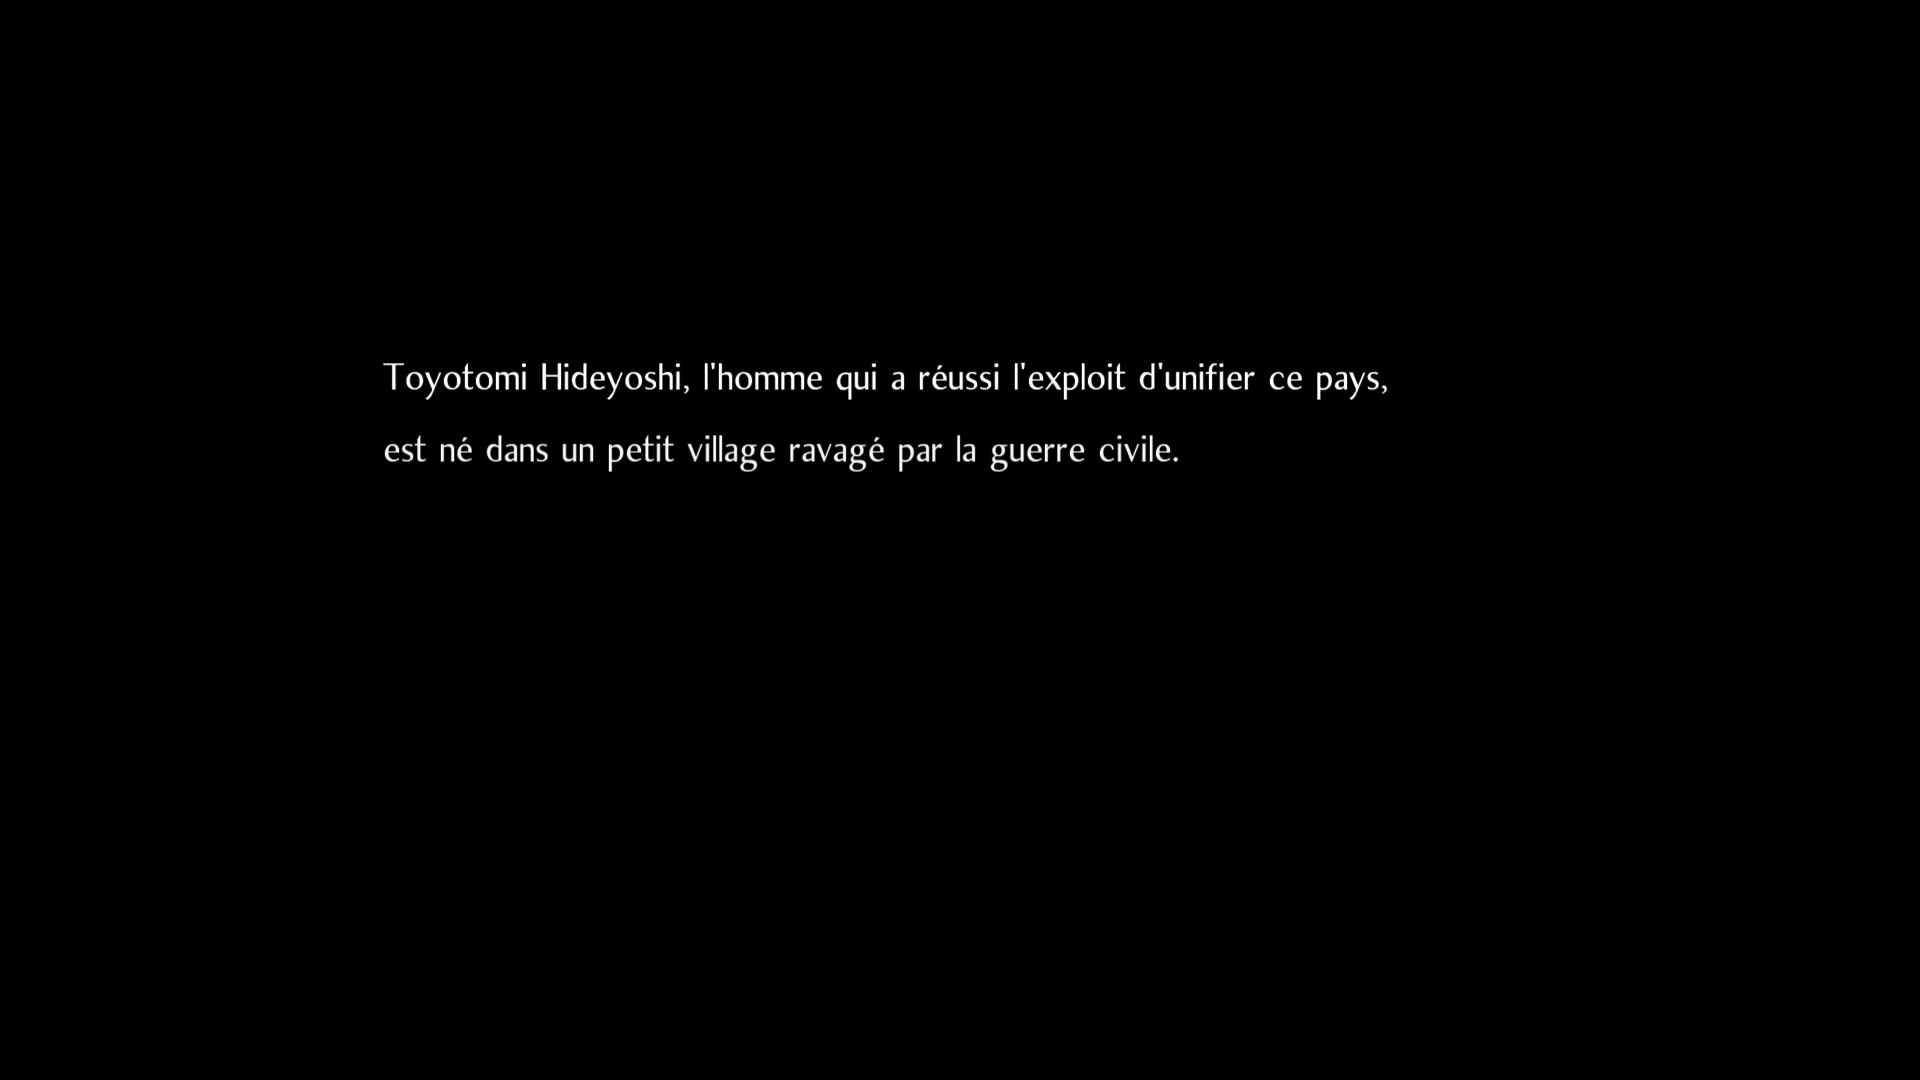 Toyotomi Hideyoshi, l'homme qui a réussi l'exploit d'unifier ce pays,
est né dans un petit village ravagé par la guerre civile.